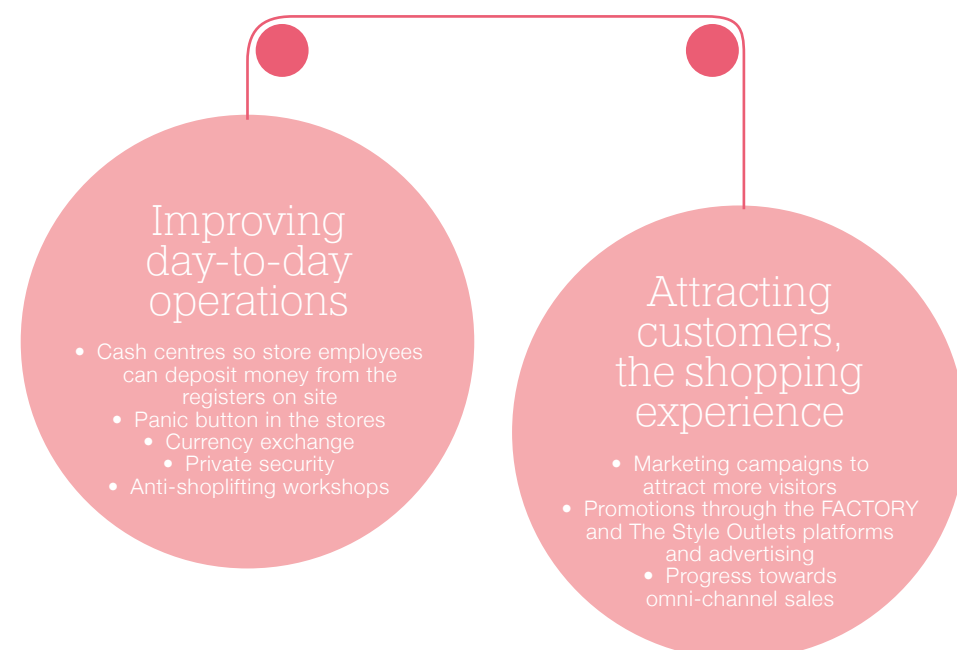 Improving
day-to-day
operations
• Cash centres so store employees
can deposit money from the
registers on site
• Panic button in the stores
• Currency exchange
• Private security
• Anti-shoplifting workshops
Attracting
customers,
the shopping
experience
• Marketing campaigns to
attract more visitors
• Promotions through the FACTORY
and The Style Outlets platforms
and advertising
• Progress towards
omni-channel sales